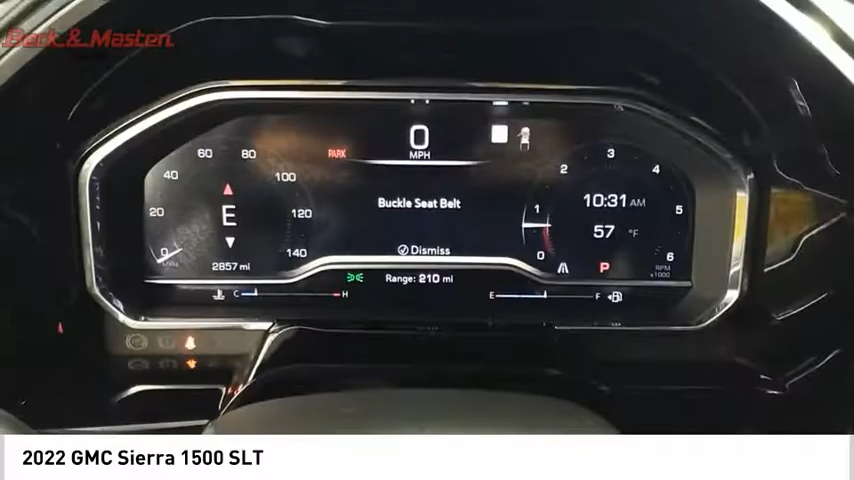 Beck & Masten
0
MPH
PARK
60 80
40 100
20 120
0 140
MPH
E
2857 mi
Buckle Seat Belt
Dismiss
2 3 4
1 5
0 6
10:31 AM
57 °F
P
RPM
x1000
C H
Range: 210 mi
E F
2022 GMC Sierra 1500 SLT